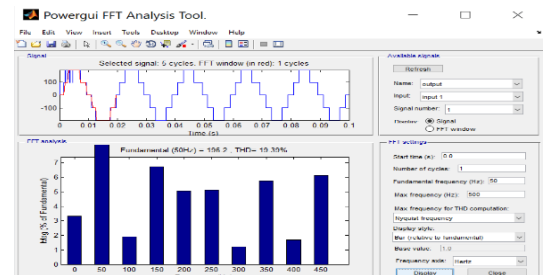 Powergui FFT Analysis Tool.
File Edit View Insert Tools Desktop Window Help
Signal
Selected signal: 5 cycles. FFT window (in red): 1 cycles
100
0
-100
0 0.01 0.02 0.03 0.04 0.05 0.06 0.07 0.08 0.09 0.1
Time (s)
FFT analysis
Fundamental (50Hz) = 196.2 , THD= 19.39%
Mag (% of Fundamental)
7
6
5
4
3
2
1
0
0 50 100 150 200 250 300 350 400 450
Available signals
Refresh
Name: output
Input: input 1
Signal number:
Display: Signal
FFT window
FFT settings
Start time (s): 0.0
Number of cycles: 1
Fundamental frequency (Hz): 50
Max frequency (Hz): 500
Max frequency for THD computation:
Nyquist frequency
Display style:
Bar (relative to fundamental)
Base value: 1.0
Frequency axis: Hertz
Display Close